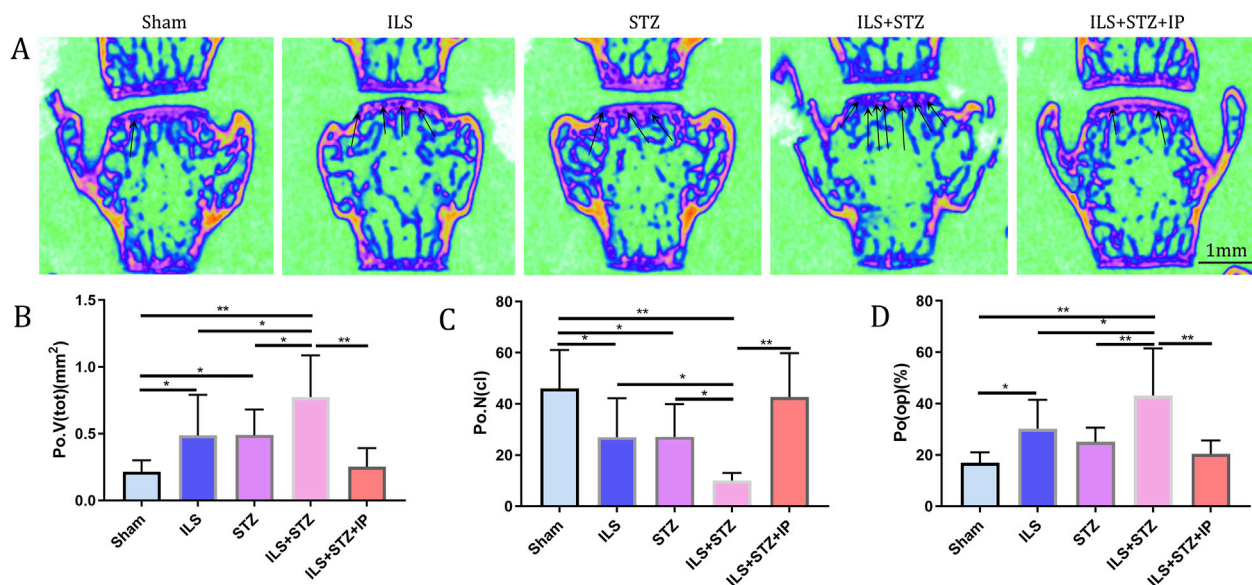 Sham ILS STZ ILS+STZ ILS+STZ+IP
A
1mm
B
Po.V(tot)(mm²)
1.5
1.0
0.5
0.0
**
*
*
**
*
*
Sham
ILS
STZ
ILS+STZ
ILS+STZ+IP
C
Po.N(cl)
80
60
40
20
0
**
*
*
**
*
*
Sham
ILS
STZ
ILS+STZ
ILS+STZ+IP
D
Po(op)(%)
80
60
40
20
0
**
*
**
**
*
Sham
ILS
STZ
ILS+STZ
ILS+STZ+IP